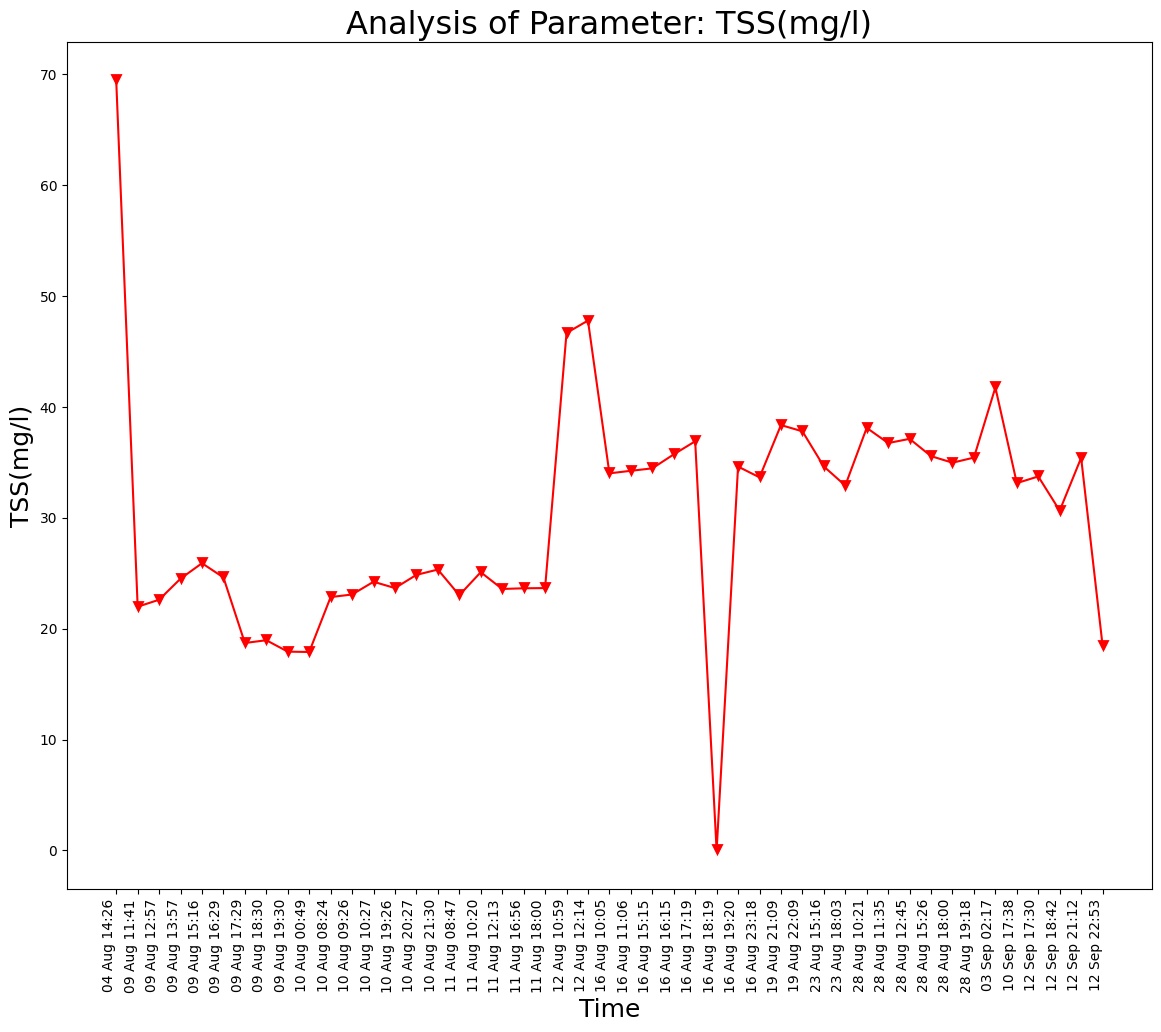 Analysis of Parameter: TSS(mg/l)
70
60
50
40
30
20
10
0
TSS(mg/l)
04 Aug 14:26
09 Aug 11:41
09 Aug 12:57
09 Aug 13:57
09 Aug 15:16
09 Aug 16:29
09 Aug 17:29
09 Aug 18:30
09 Aug 19:30
10 Aug 00:49
10 Aug 08:24
10 Aug 09:26
10 Aug 10:27
10 Aug 19:26
10 Aug 20:27
10 Aug 21:30
11 Aug 08:47
11 Aug 10:20
11 Aug 12:13
11 Aug 16:56
11 Aug 18:00
12 Aug 10:59
12 Aug 12:14
16 Aug 10:05
16 Aug 11:06
16 Aug 15:15
16 Aug 16:15
16 Aug 17:19
16 Aug 18:19
16 Aug 19:20
16 Aug 23:18
19 Aug 21:09
19 Aug 22:09
23 Aug 15:16
23 Aug 18:03
28 Aug 10:21
28 Aug 11:35
28 Aug 12:45
28 Aug 15:26
28 Aug 18:00
28 Aug 19:18
03 Sep 02:17
10 Sep 17:38
12 Sep 17:30
12 Sep 18:42
12 Sep 21:12
12 Sep 22:53
Time